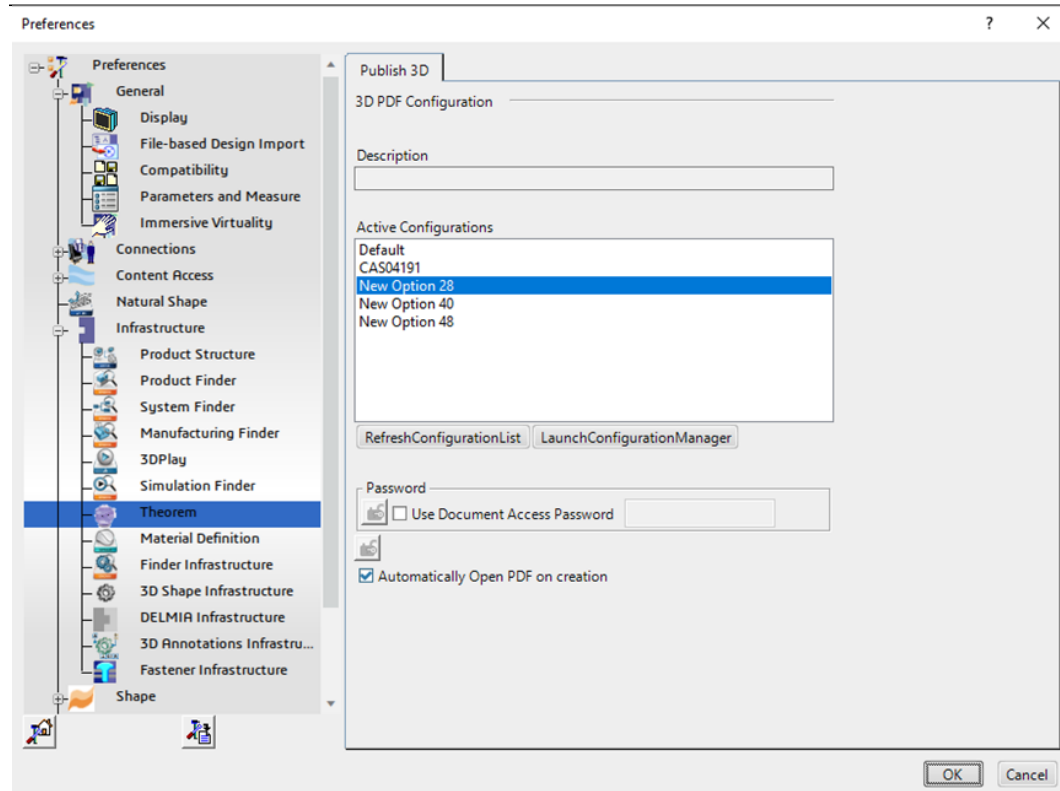 Preferences
?
Preferences
General
Display
File-based Design Import
Compatibility
Parameters and Measure
Immersive Virtuality
Connections
Content Access
Natural Shape
Infrastructure
Product Structure
Product Finder
System Finder
Manufacturing Finder
3DPlay
Simulation Finder
Theorem
Material Definition
Finder Infrastructure
3D Shape Infrastructure
DELMIA Infrastructure
3D Annotations Infrastru...
Fastener Infrastructure
Shape
Publish 3D
3D PDF Configuration
Description
Active Configurations
Default
CAS04191
New Option 28
New Option 40
New Option 48
RefreshConfigurationList LaunchConfigurationManager
Password
Use Document Access Password
Automatically Open PDF on creation
OK Cancel